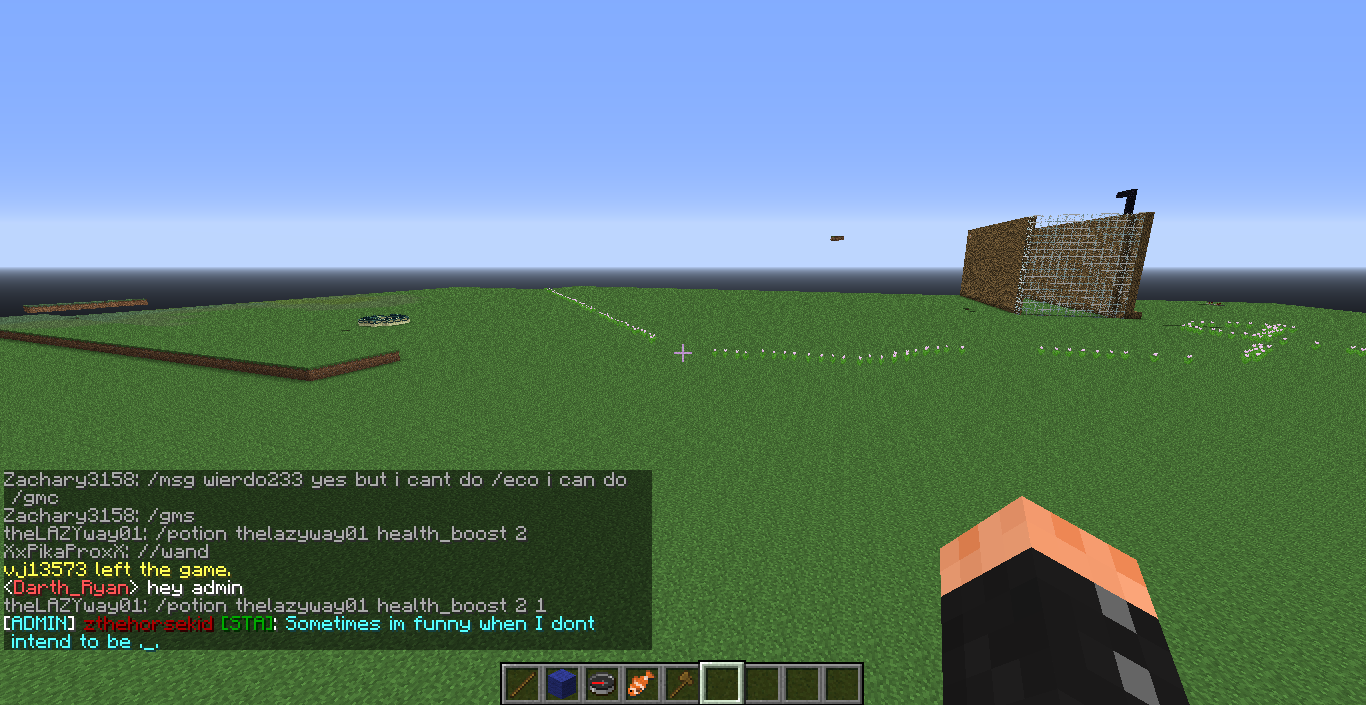 Zachary3158: /msg wierdo233 yes but i cant do /eco i can do
/gmc
Zachary3158: /gms
theLAZYway01: /potion thelazyway01 health_boost 2
XxPikaProxX: //wand
vj13573 left the game.
<Darth_Ryan> hey admin
theLAZYway01: /potion thelazyway01 health_boost 2 1
[ADMIN] zthehorsekid [STA]: Sometimes im funny when I dont
intend to be ._.